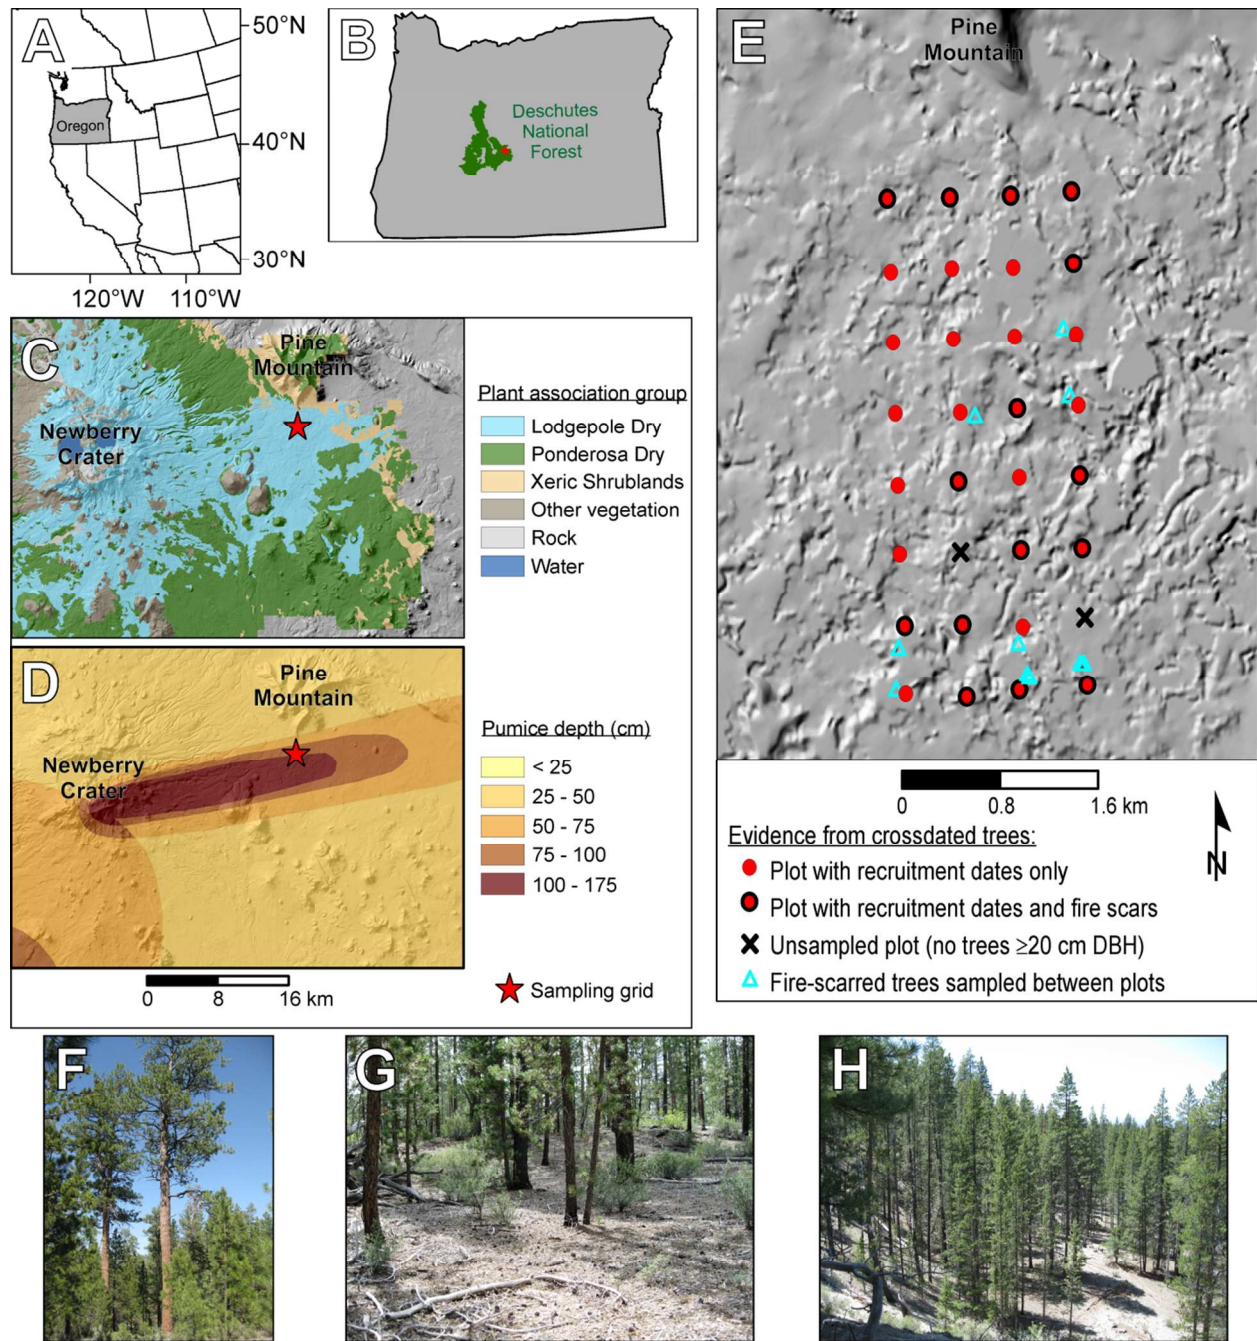 A
50°N
Oregon
40°N
30°N
120°W
110°W
B
Deschutes
National
Forest
C
Pine
Mountain
Newberry
Crater
Plant association group
Lodgepole Dry
Ponderosa Dry
Xeric Shrublands
Other vegetation
Rock
Water
D
Pine
Mountain
Newberry
Crater
Pumice depth (cm)
< 25
25 - 50
50 - 75
75 - 100
100 - 175
0 8 16 km
Sampling grid
E
Pine
Mountain
0 0.8 1.6 km
N
Evidence from crossdated trees:
Plot with recruitment dates only
Plot with recruitment dates and fire scars
Unsampled plot (no trees ≥20 cm DBH)
Fire-scarred trees sampled between plots
F
G
H